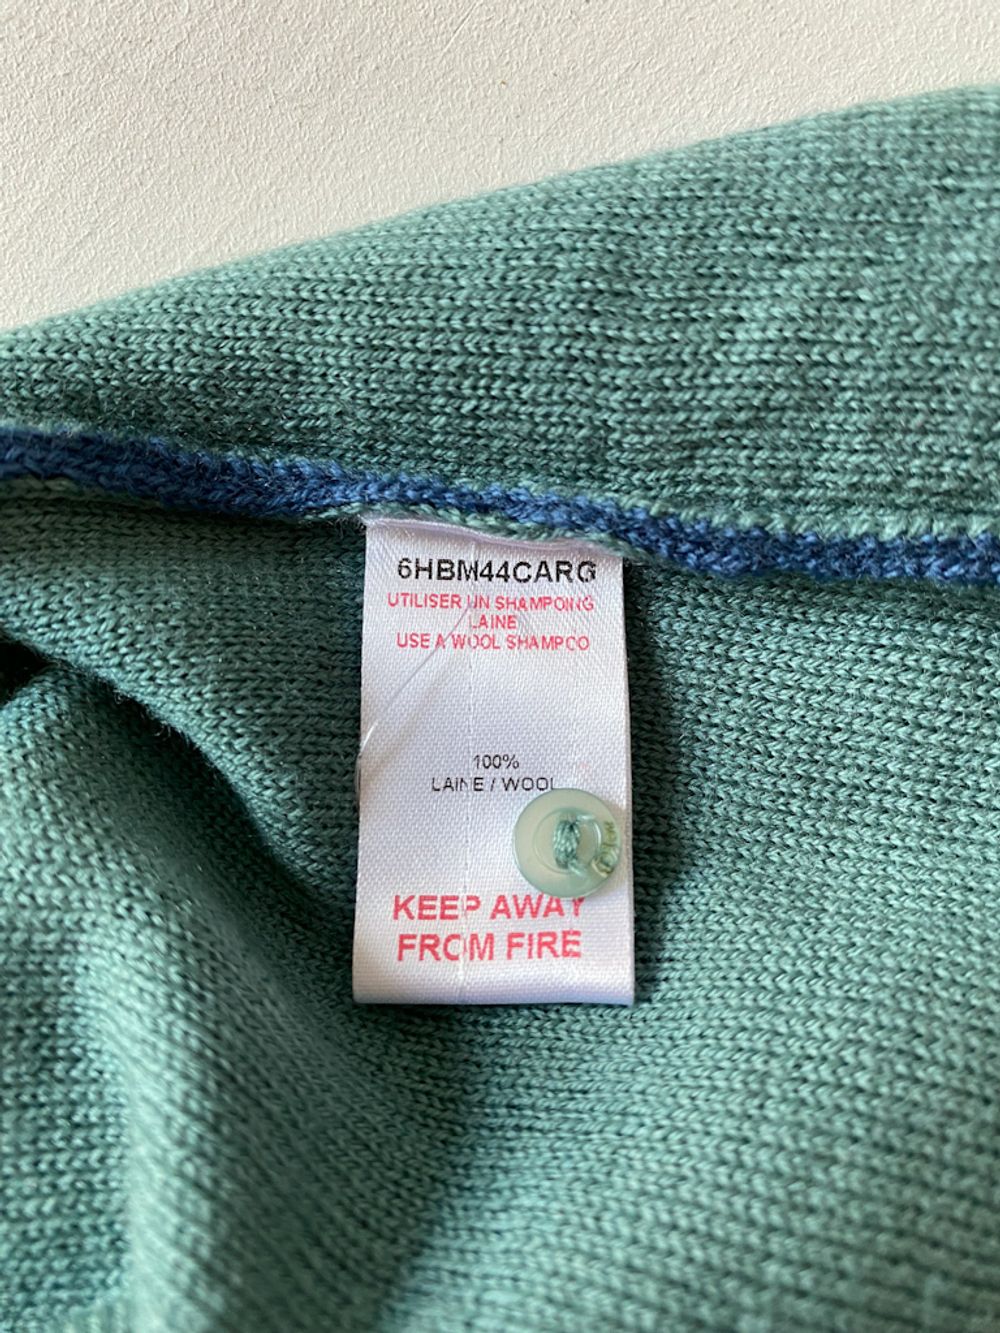 6HBM44CARG
UTILISER UN SHAMPOING
LAINE
USE A WOOL SHAMPOO
100%
LAINE / WOOL
KEEP AWAY
FROM FIRE